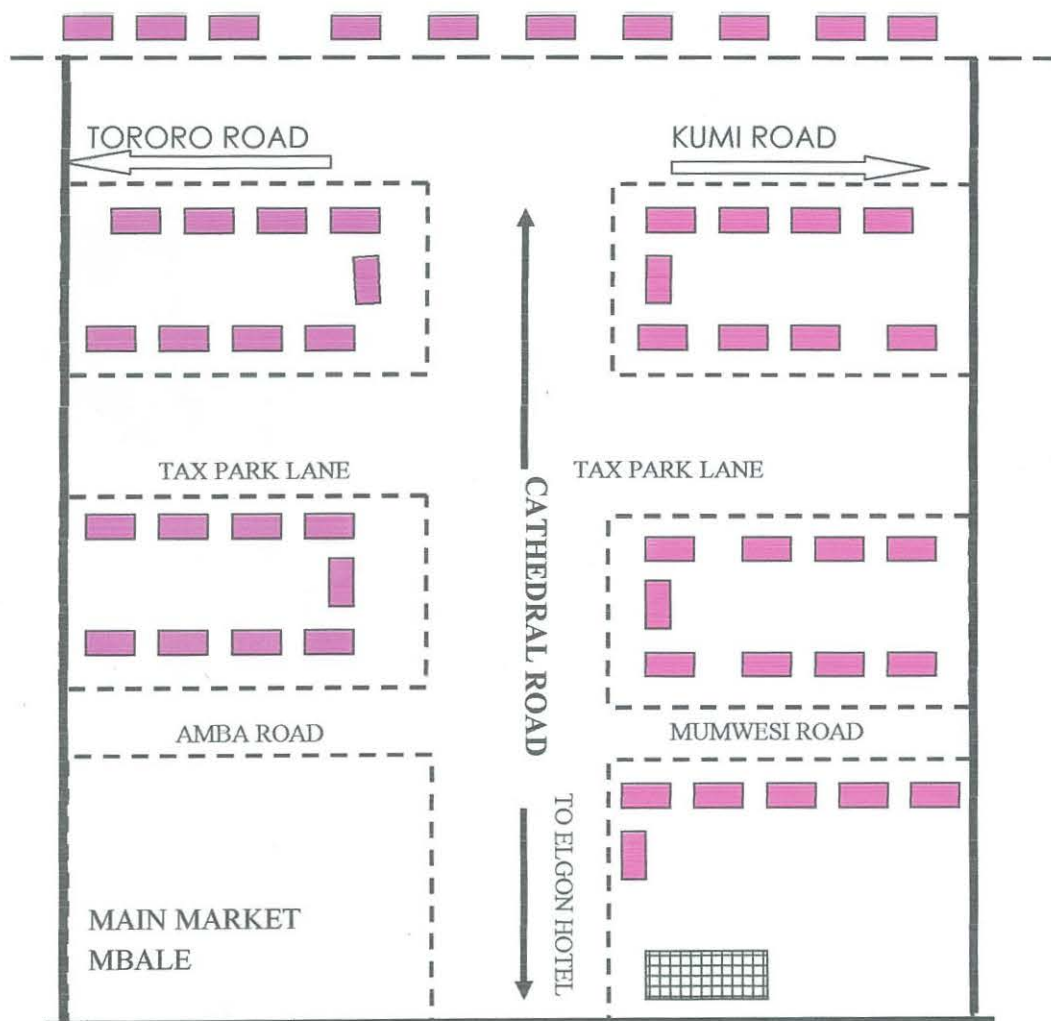 TORORO ROAD
KUMI ROAD
TAX PARK LANE
TAX PARK LANE
CATHEDRAL ROAD
AMBA ROAD
MUMWESI ROAD
TO ELGON HOTEL
MAIN MARKET
MBALE